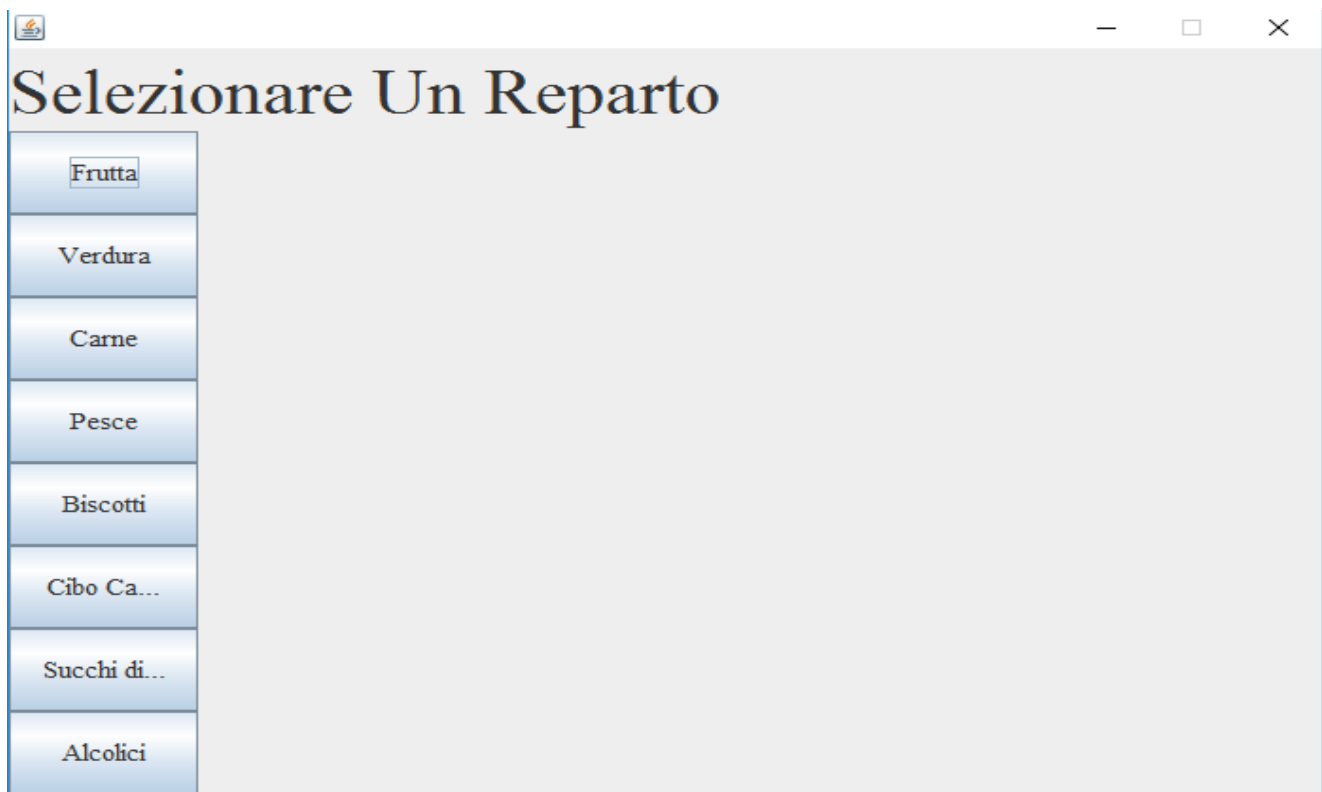 Selezionare Un Reparto
Frutta
Verdura
Carne
Pesce
Biscotti
Cibo Ca...
Succhi di...
Alcolici